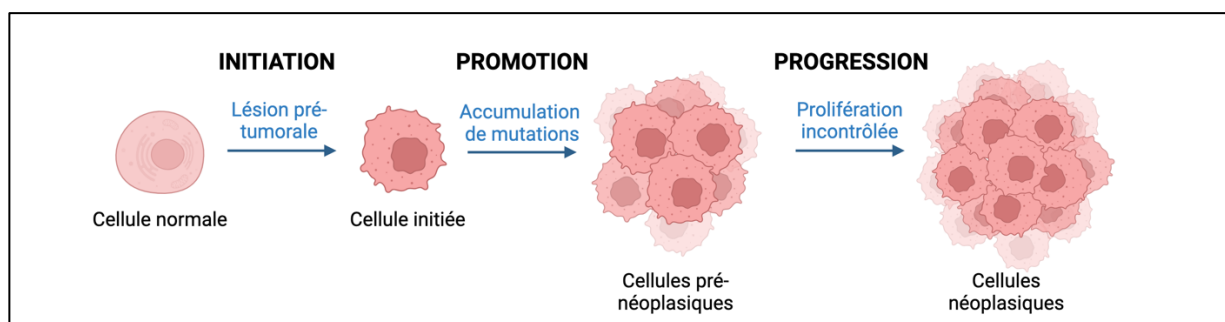 INITIATION
Lésion pré-
tumorale
Cellule normale
Cellule initiée
PROMOTION
Accumulation
de mutations
Cellules pré-
néoplasiques
PROGRESSION
Prolifération
incontrôlée
Cellules
néoplasiques